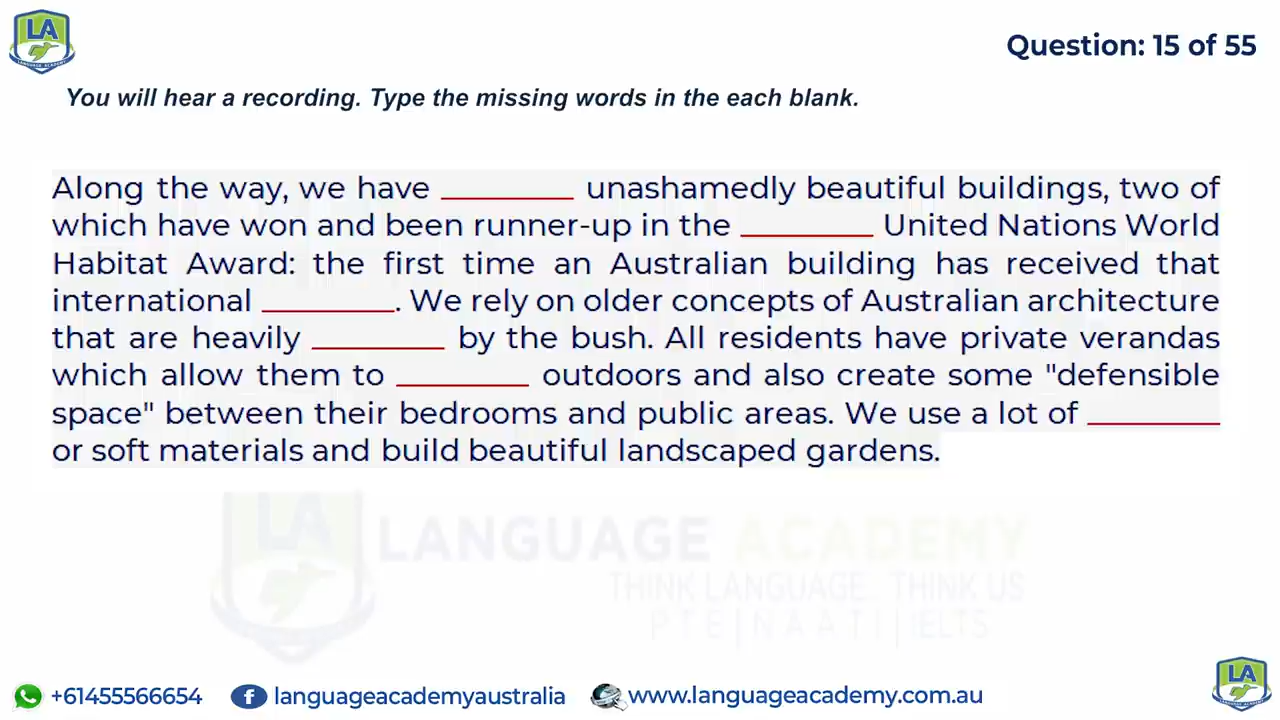 LA
LANGUAGE ACADEMY
Question: 15 of 55
You will hear a recording. Type the missing words in the each blank.
Along the way, we have ________ unashamedly beautiful buildings, two of
which have won and been runner-up in the ________ United Nations World
Habitat Award: the first time an Australian building has received that
international ________. We rely on older concepts of Australian architecture
that are heavily ________ by the bush. All residents have private verandas
which allow them to ________ outdoors and also create some "defensible
space" between their bedrooms and public areas. We use a lot of ________
or soft materials and build beautiful landscaped gardens.
LA
LANGUAGE ACADEMY
THINK LANGUAGE. THINK US
PTE|NAATI||IELTS
+61455566654
f languageacademyaustralia
www.languageacademy.com.au
LA
LANGUAGE ACADEMY